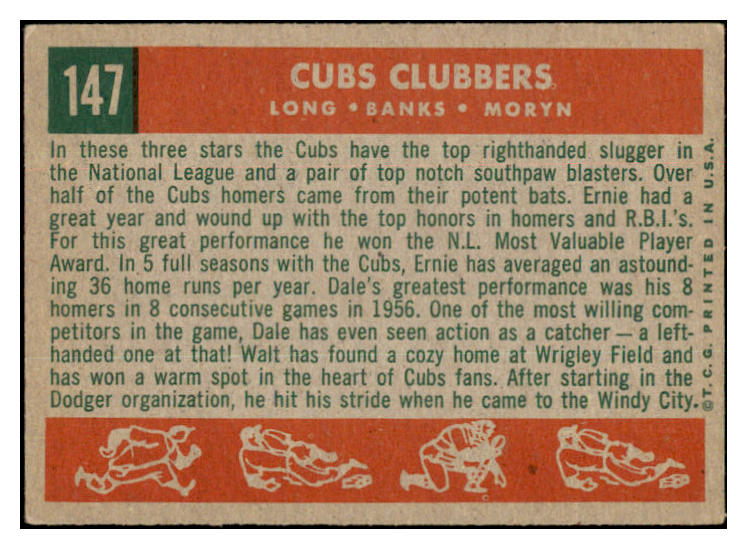 147
CUBS CLUBBERS
LONG • BANKS • MORYN
In these three stars the Cubs have the top righthanded slugger in
the National League and a pair of top notch southpaw blasters. Over
half of the Cubs homers came from their potent bats. Ernie had a
great year and wound up with the top honors in homers and R.B.I.'s.
For this great performance he won the N.L. Most Valuable Player
Award. In 5 full seasons with the Cubs, Ernie has averaged an astound-
ing 36 home runs per year. Dale's greatest performance was his 8
homers in 8 consecutive games in 1956. One of the most willing com-
petitors in the game, Dale has even seen action as a catcher — a left-
handed one at that! Walt has found a cozy home at Wrigley Field and
has won a warm spot in the heart of Cubs fans. After starting in the
Dodger organization, he hit his stride when he came to the Windy City.
©T. C. G. PRINTED IN U.S.A.